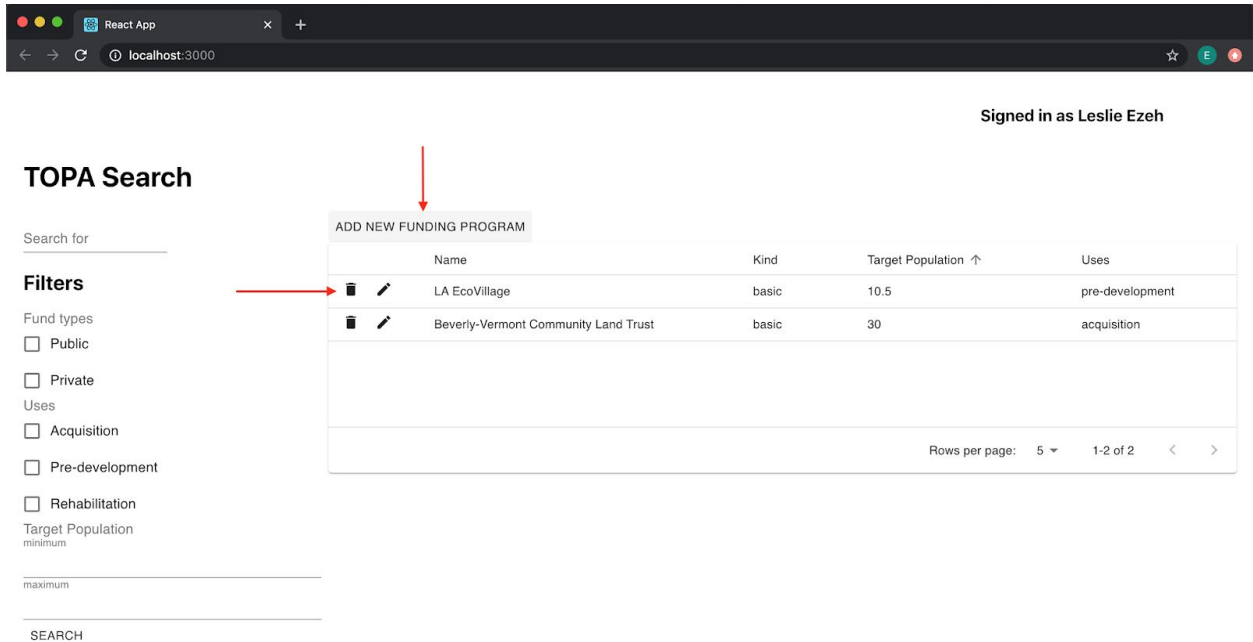 React App
localhost:3000
E
Signed in as Leslie Ezeh
TOPA Search
Search for
Filters
Fund types
Public
Private
Uses
Acquisition
Pre-development
Rehabilitation
Target Population
minimum
maximum
SEARCH
ADD NEW FUNDING PROGRAM
Name Kind Target Population Uses
LA EcoVillage basic 10.5 pre-development
Beverly-Vermont Community Land Trust basic 30 acquisition
Rows per page: 5 1-2 of 2